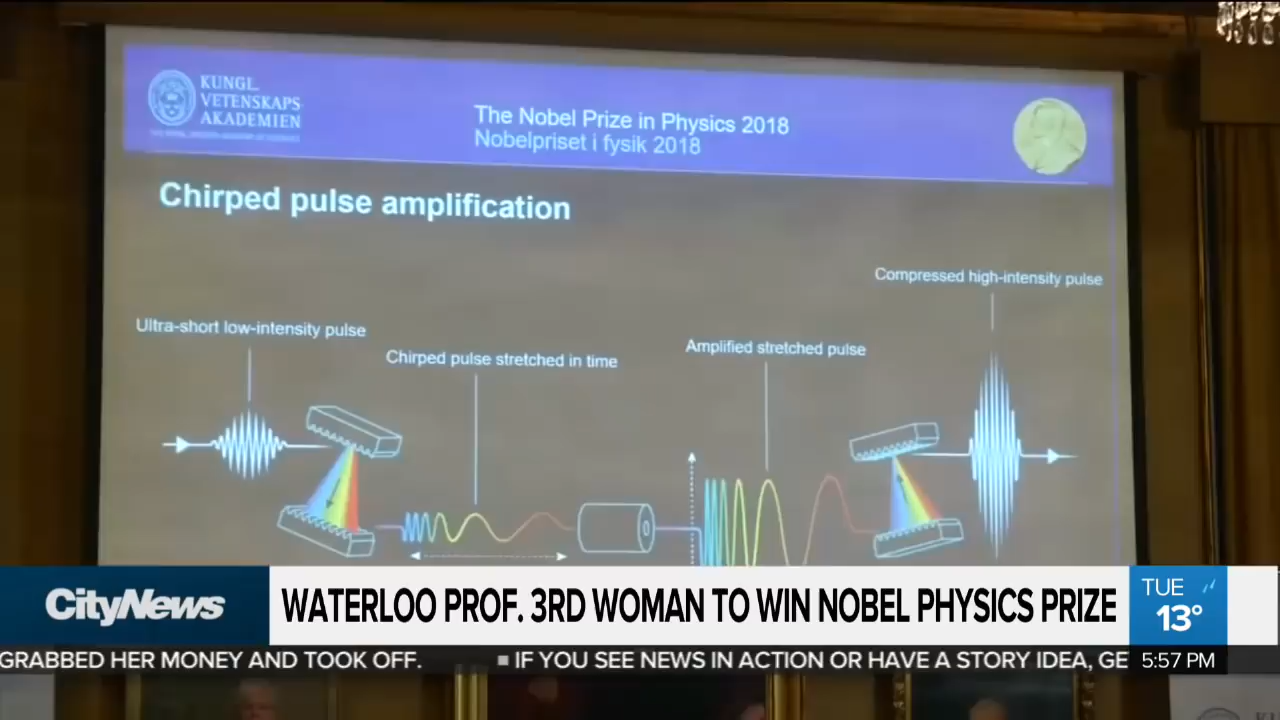 KUNGL.
VETENSKAPS
AKADEMIEN
The Nobel Prize in Physics 2018
Nobelpriset i fysik 2018
Chirped pulse amplification
Compressed high-intensity pulse
Ultra-short low-intensity pulse
Amplified stretched pulse
Chirped pulse stretched in time
CityNews
WATERLOO PROF. 3RD WOMAN TO WIN NOBEL PHYSICS PRIZE
TUE
13°
GRABBED HER MONEY AND TOOK OFF. ■ IF YOU SEE NEWS IN ACTION OR HAVE A STORY IDEA, GE
5:57 PM